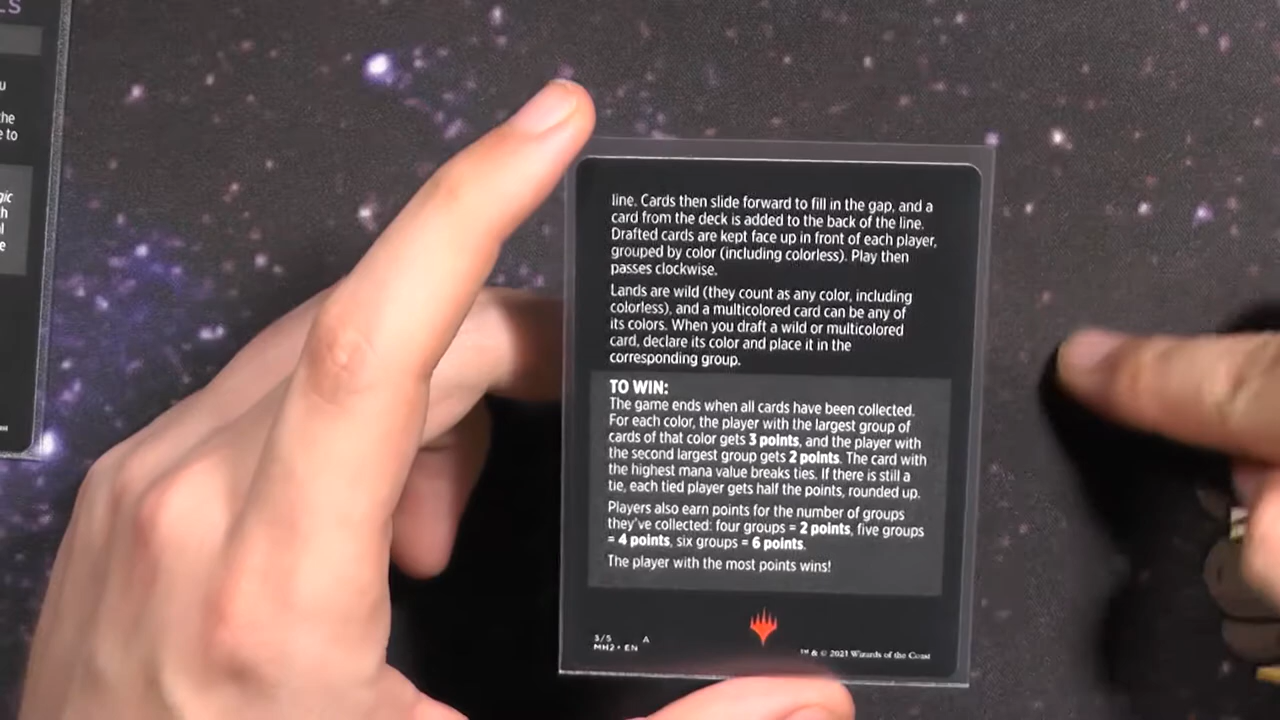 LS
u
the
e to
gic
h
l
e
line. Cards then slide forward to fill in the gap, and a
card from the deck is added to the back of the line.
Drafted cards are kept face up in front of each player,
grouped by color (including colorless). Play then
passes clockwise.
Lands are wild (they count as any color, including
colorless), and a multicolored card can be any of
its colors. When you draft a wild or multicolored
card, declare its color and place it in the
corresponding group.
TO WIN:
The game ends when all cards have been collected.
For each color, the player with the largest group of
cards of that color gets 3 points, and the player with
the second largest group gets 2 points. The card with
the highest mana value breaks ties. If there is still a
tie, each tied player gets half the points, rounded up.
Players also earn points for the number of groups
they've collected: four groups = 2 points, five groups
= 4 points, six groups = 6 points.
The player with the most points wins!
3/5 A
MH2 • EN
™ & © 2021 Wizards of the Coast